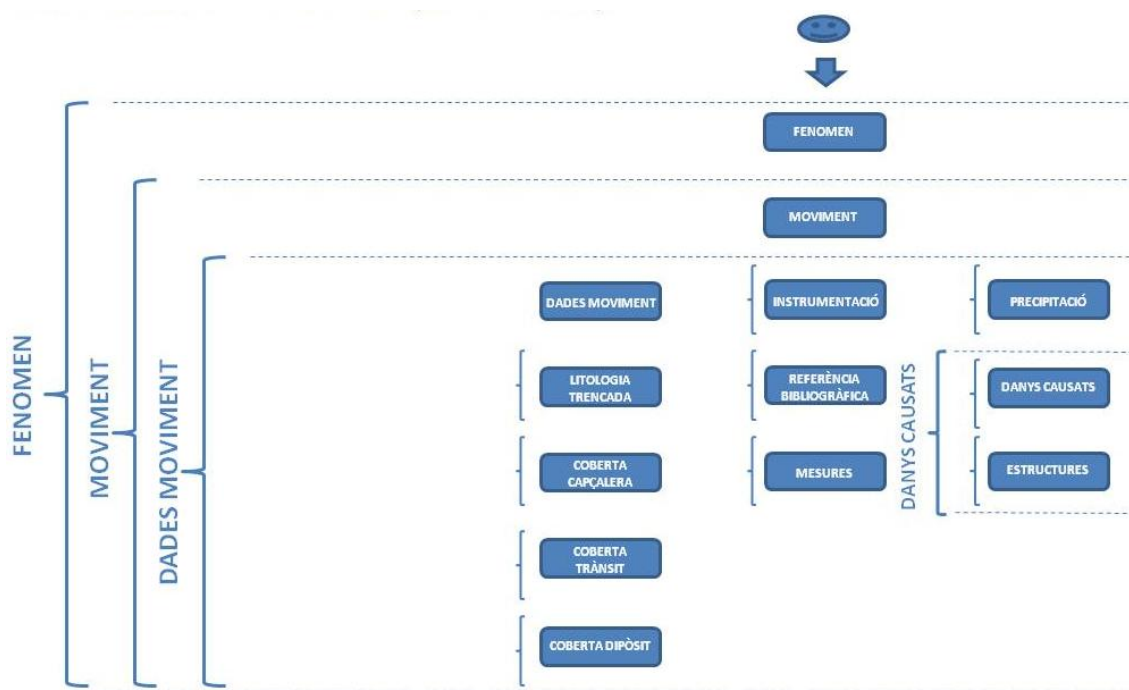 FENOMEN
MOVIMENT
DADES MOVIMENT
FENOMEN
MOVIMENT
DADES MOVIMENT
INSTRUMENTACIÓ
PRECIPITACIÓ
LITOLOGIA
TRENCADA
REFERÈNCIA
BIBLIOGRÀFICA
DANYS CAUSATS
DANYS CAUSATS
COBERTA
CAPÇALERA
MESURES
ESTRUCTURES
COBERTA
TRÀNSIT
COBERTA DIPÒSIT